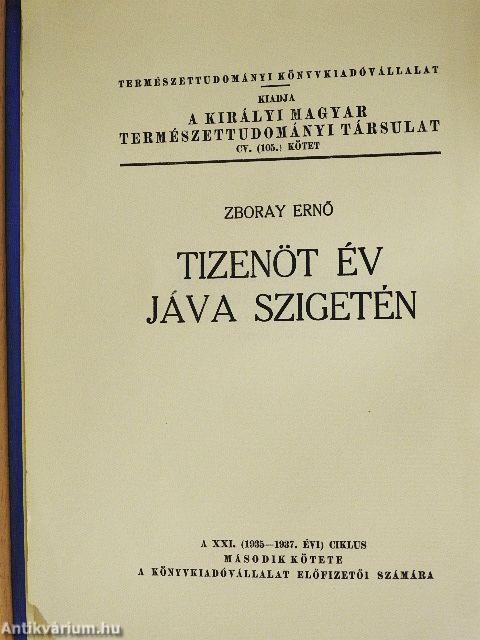 TERMÉSZETTUDOMÁNYI KÖNYVKIADÓVÁLLALAT
KIADJA
A KIRÁLYI MAGYAR
TERMÉSZETTUDOMÁNYI TÁRSULAT
CV. (105.) KÖTET
ZBORAY ERNŐ
TIZENÖT ÉV
JÁVA SZIGETÉN
A XXI. (1935—1937. ÉVI) CIKLUS
MÁSODIK KÖTETE
A KÖNYVKIADÓVÁLLALAT ELŐFIZETŐI SZÁMÁRA
Antikvárium.hu